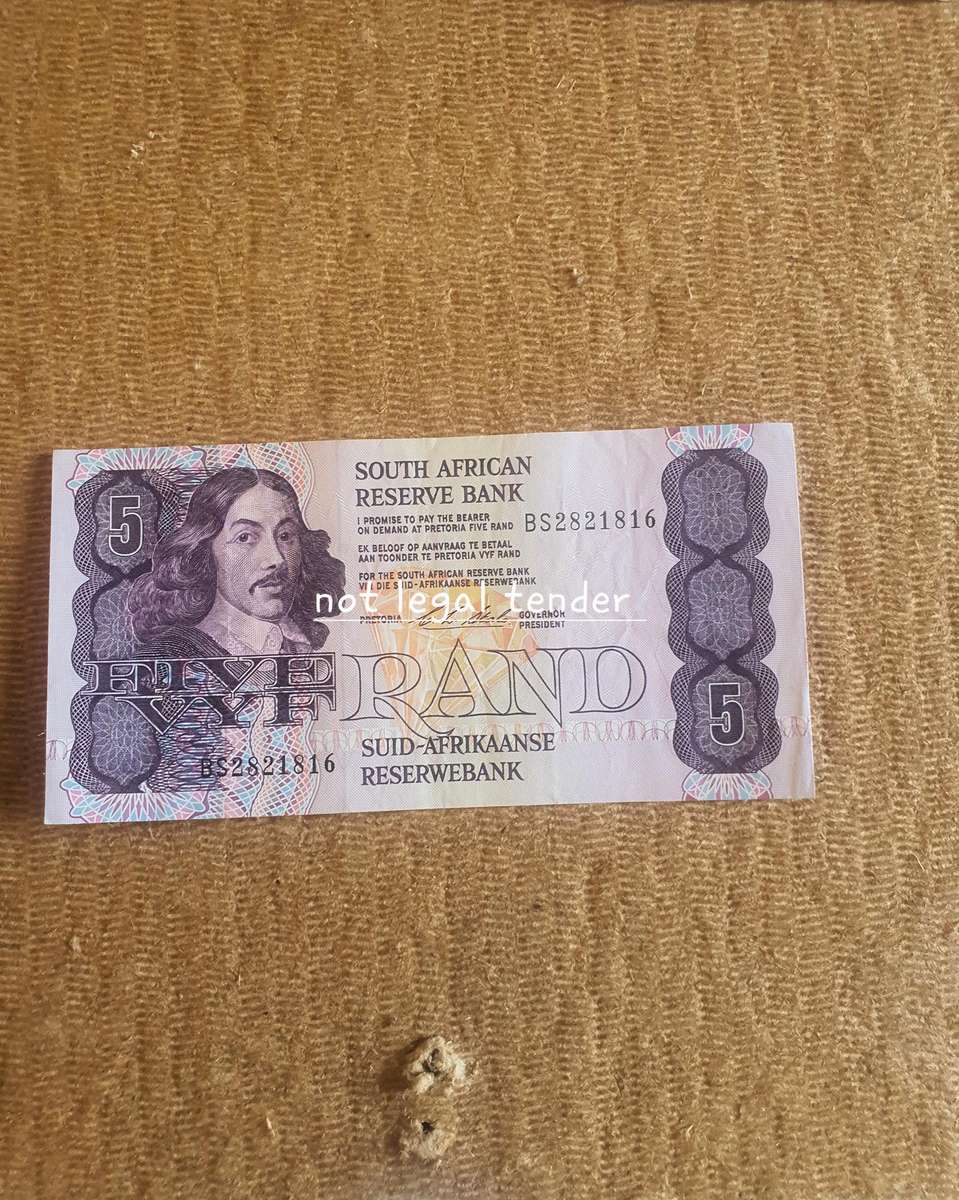 5
SOUTH AFRICAN
RESERVE BANK
I PROMISE TO PAY THE BEARER
ON DEMAND AT PRETORIA FIVE RAND
BS2821816
EK BELOOF OP AANVRAAG TE BETAAL
AAN TOONDER TE PRETORIA VYF RAND
FOR THE SOUTH AFRICAN RESERVE BANK
VIR DIE SUID-AFRIKAANSE RESERWEBANK
not legal tender
PRETORIA
GOVERNOR
PRESIDENT
FIVE
VYF
RAND
5
SUID-AFRIKAANSE
RESERWEBANK
BS2821816